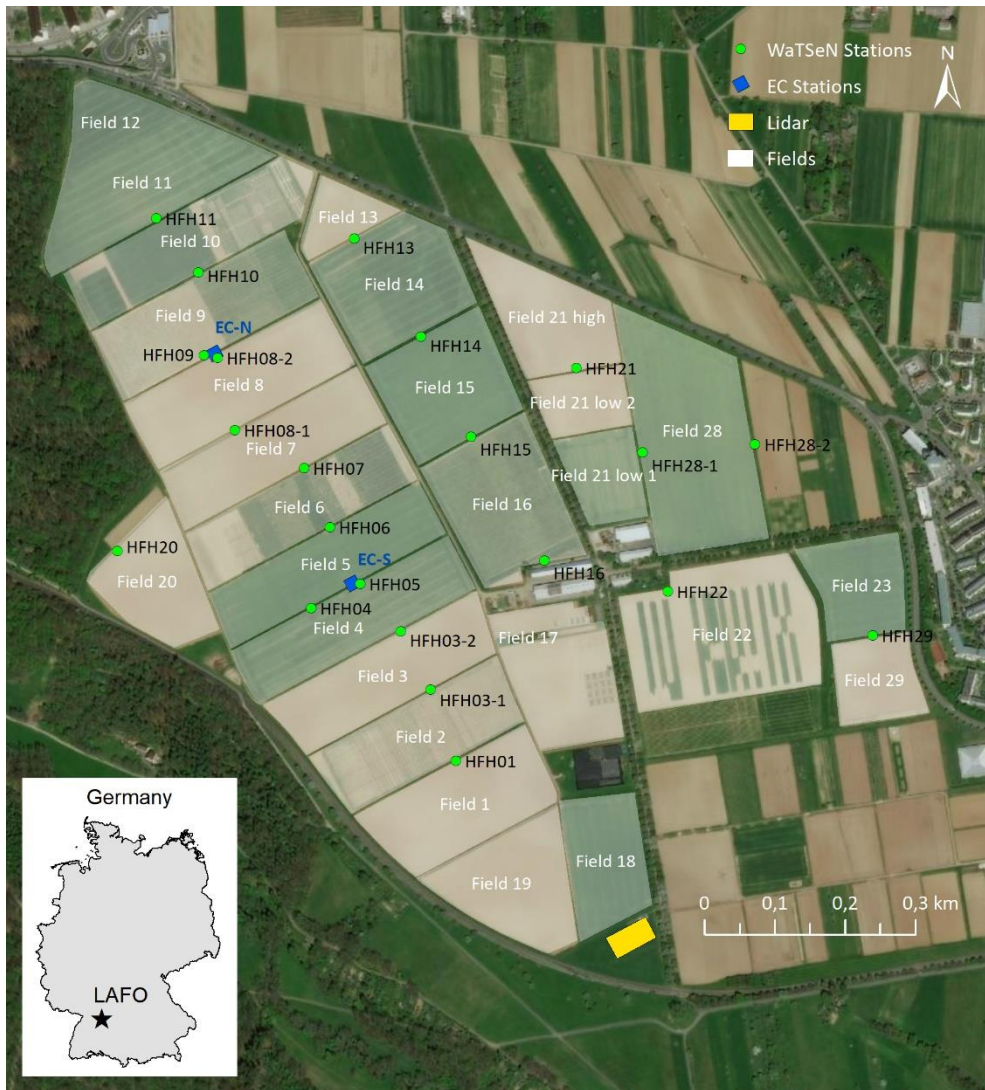 WaTSeN Stations
EC Stations
Lidar
Fields
N
Field 12
Field 11
HFH11
Field 10
HFH10
Field 13
HFH13
Field 14
HFH14
Field 9
EC-N
HFH09
HFH08-2
Field 8
HFH08-1
Field 7
HFH07
Field 6
HFH06
Field 5
EC-S
HFH05
HFH04
Field 4
Field 15
HFH15
Field 16
HFH16
Field 21 high
HFH21
Field 21 low 2
Field 21 low 1
Field 28
HFH28-1
HFH28-2
HFH20
Field 20
HFH03-2
Field 3
HFH03-1
Field 2
HFH01
Field 1
Field 17
HFH22
Field 22
Field 23
HFH29
Field 29
Field 19
Field 18
0 0,1 0,2 0,3 km
Germany
LAFO